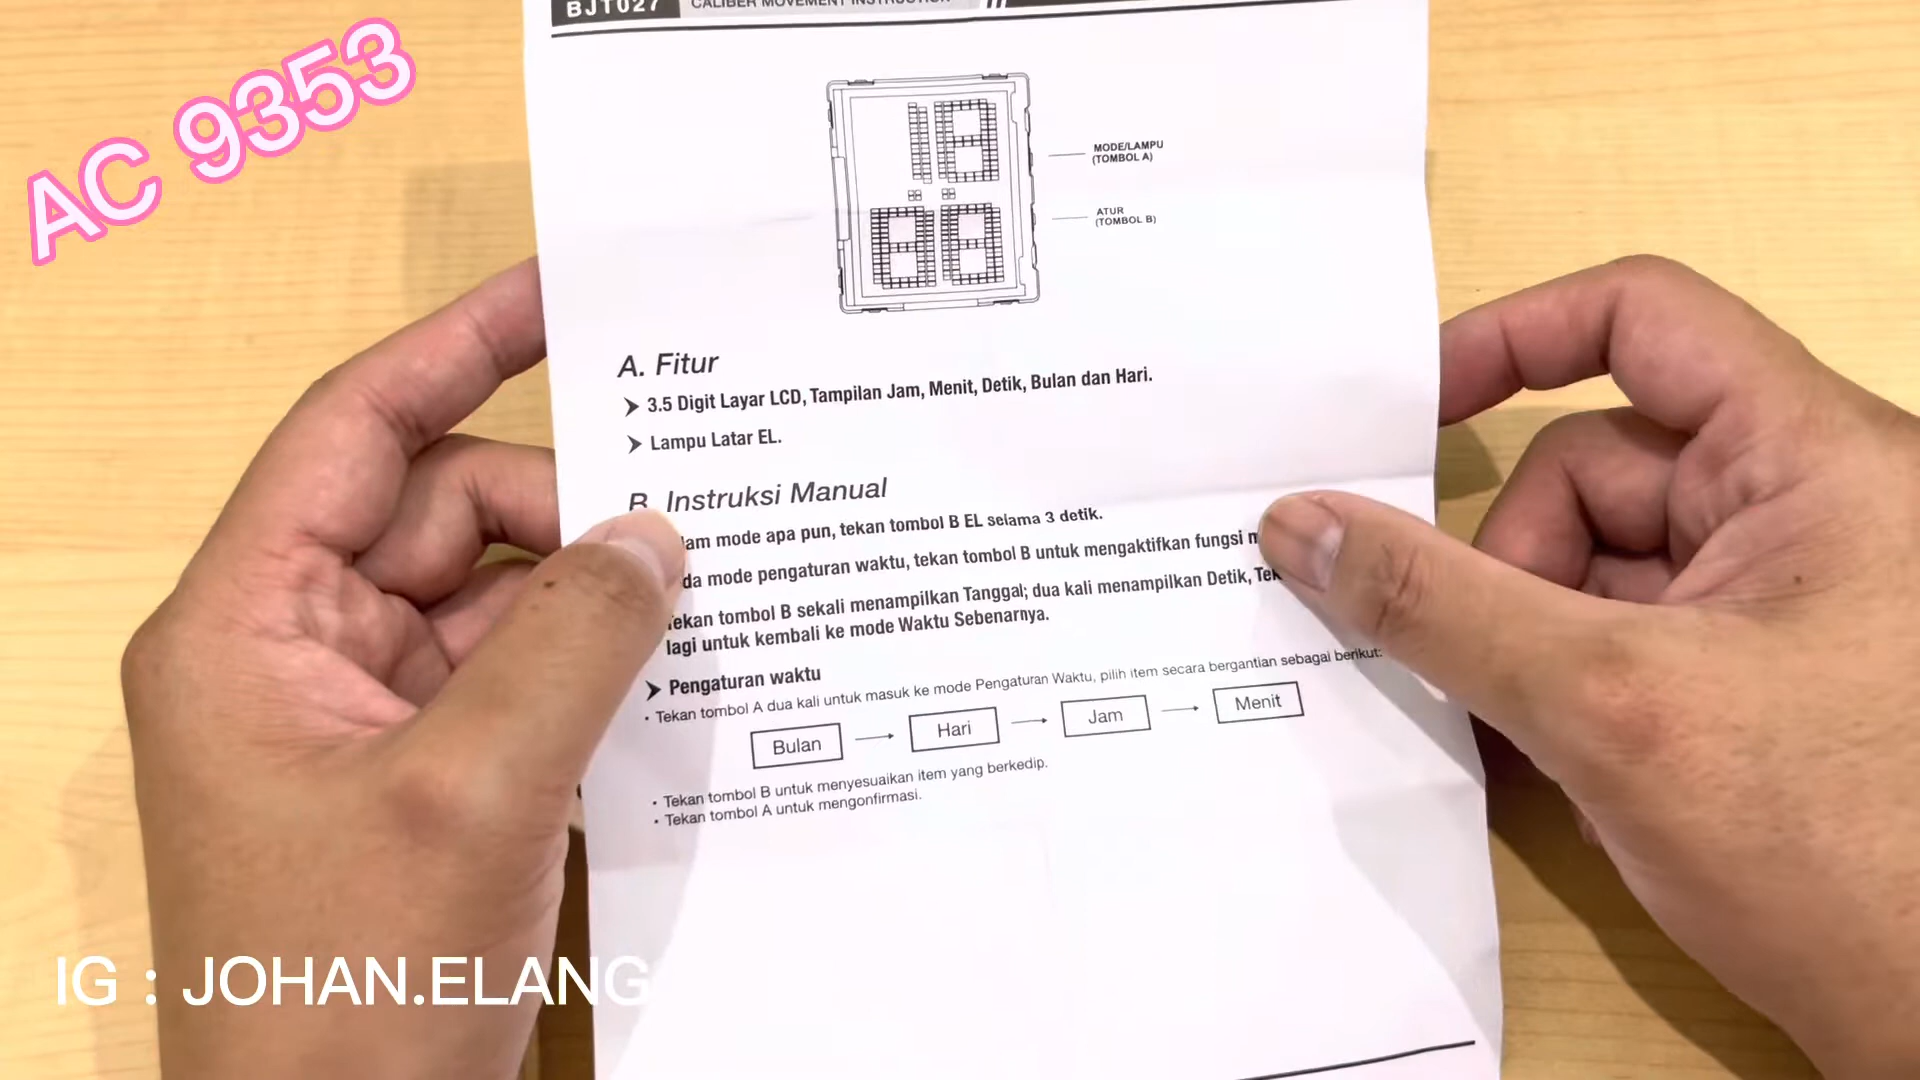 AC 9353
BJT027 CALIBER MOVEMENT INSTRUCTION
MODE/LAMPU
(TOMBOL A)
ATUR
(TOMBOL B)
A. Fitur
3.5 Digit Layar LCD, Tampilan Jam, Menit, Detik, Bulan dan Hari.
Lampu Latar EL.
B. Instruksi Manual
mode apa pun, tekan tombol B EL selama 3 detik.
mode pengaturan waktu, tekan tombol B untuk mengaktifkan fungsi
Tekan tombol B sekali menampilkan Tanggal; dua kali menampilkan Detik,
lagi untuk kembali ke mode Waktu Sebenarnya.
Pengaturan waktu
• Tekan tombol A dua kali untuk masuk ke mode Pengaturan Waktu, pilih item secara bergantian sebagai berikut:
Bulan → Hari → Jam → Menit
• Tekan tombol B untuk menyesuaikan item yang berkedip.
• Tekan tombol A untuk mengonfirmasi.
IG : JOHAN.ELANG